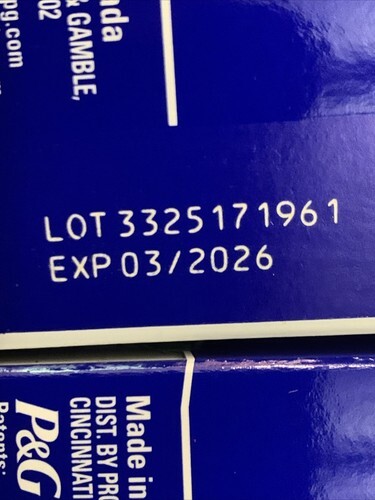 nda
& GAMBLE,
02
pg.com
LOT 3325171961
EXP 03/2026
Made in
DIST. BY PRO
CINCINNATI
P&G
Patents: